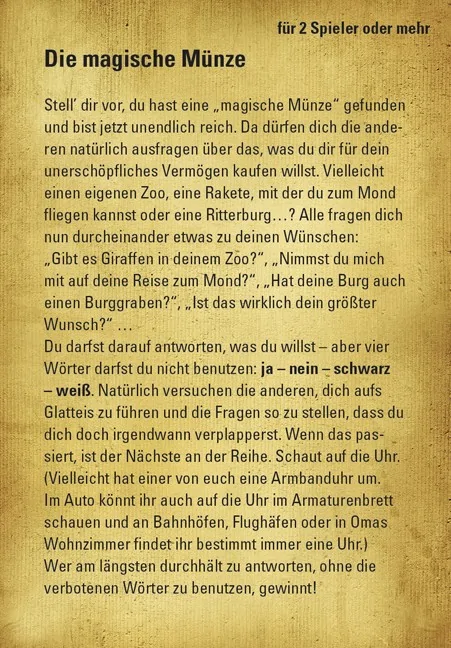 für 2 Spieler oder mehr
Die magische Münze
Stell’ dir vor, du hast eine „magische Münze“ gefunden
und bist jetzt unendlich reich. Da dürfen dich die ande-
ren natürlich ausfragen über das, was du dir für dein
unerschöpfliches Vermögen kaufen willst. Vielleicht
einen eigenen Zoo, eine Rakete, mit der du zum Mond
fliegen kannst oder eine Ritterburg…? Alle fragen dich
nun durcheinander etwas zu deinen Wünschen:
„Gibt es Giraffen in deinem Zoo?“, „Nimmst du mich
mit auf deine Reise zum Mond?“, „Hat deine Burg auch
einen Burggraben?“, „Ist das wirklich dein größter
Wunsch?“ …
Du darfst darauf antworten, was du willst – aber vier
Wörter darfst du nicht benutzen: ja – nein – schwarz
– weiß. Natürlich versuchen die anderen, dich aufs
Glatteis zu führen und die Fragen so zu stellen, dass du
dich doch irgendwann verplapperst. Wenn das pas-
siert, ist der Nächste an der Reihe. Schaut auf die Uhr.
(Vielleicht hat einer von euch eine Armbanduhr um.
Im Auto könnt ihr auch auf die Uhr im Armaturenbrett
schauen und an Bahnhöfen, Flughäfen oder in Omas
Wohnzimmer findet ihr bestimmt immer eine Uhr.)
Wer am längsten durchhält zu antworten, ohne die
verbotenen Wörter zu benutzen, gewinnt!